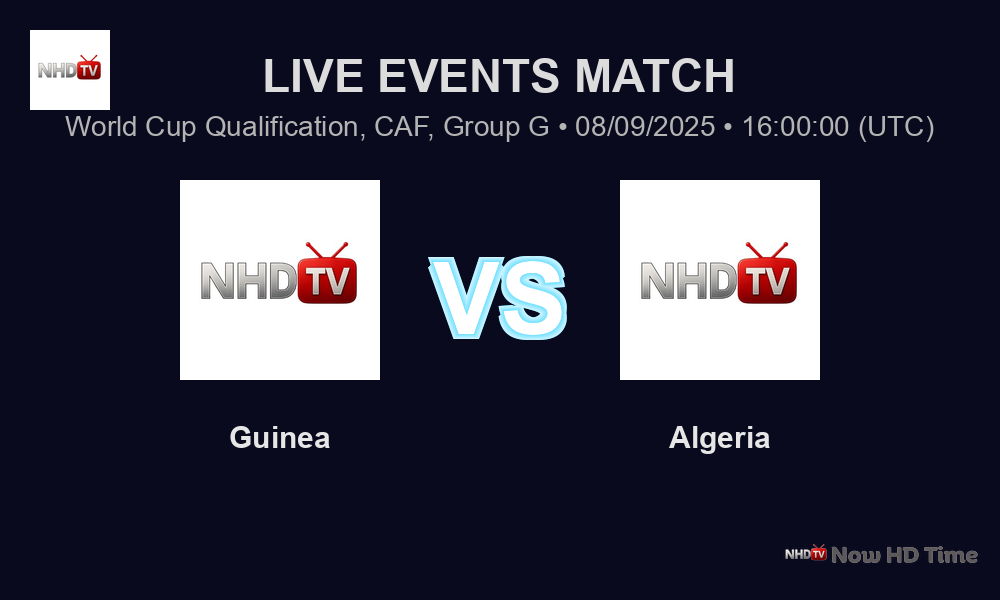 NHDTV
LIVE EVENTS MATCH
World Cup Qualification, CAF, Group G • 08/09/2025 • 16:00:00 (UTC)
NHDTV
VS
NHDTV
Guinea
Algeria
NHDTV Now HD Time